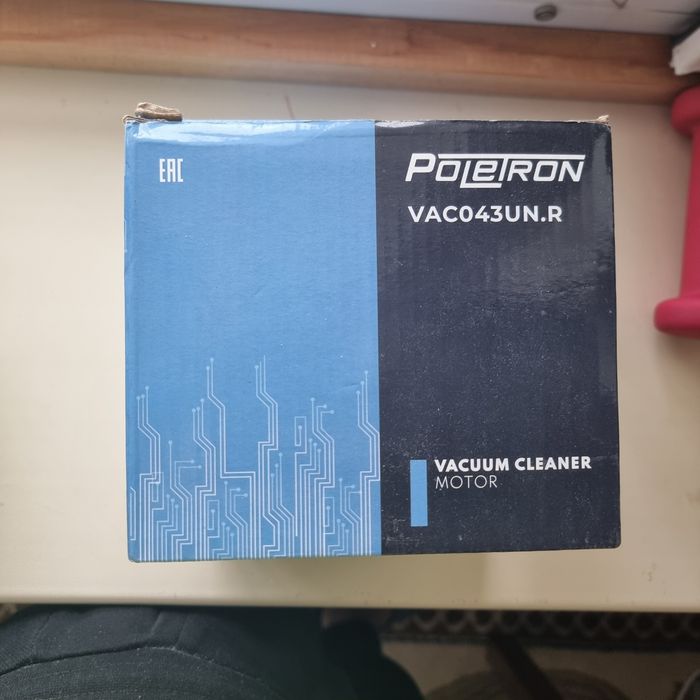 EAC
POLETRON
VAC043UN.R
VACUUM CLEANER
MOTOR